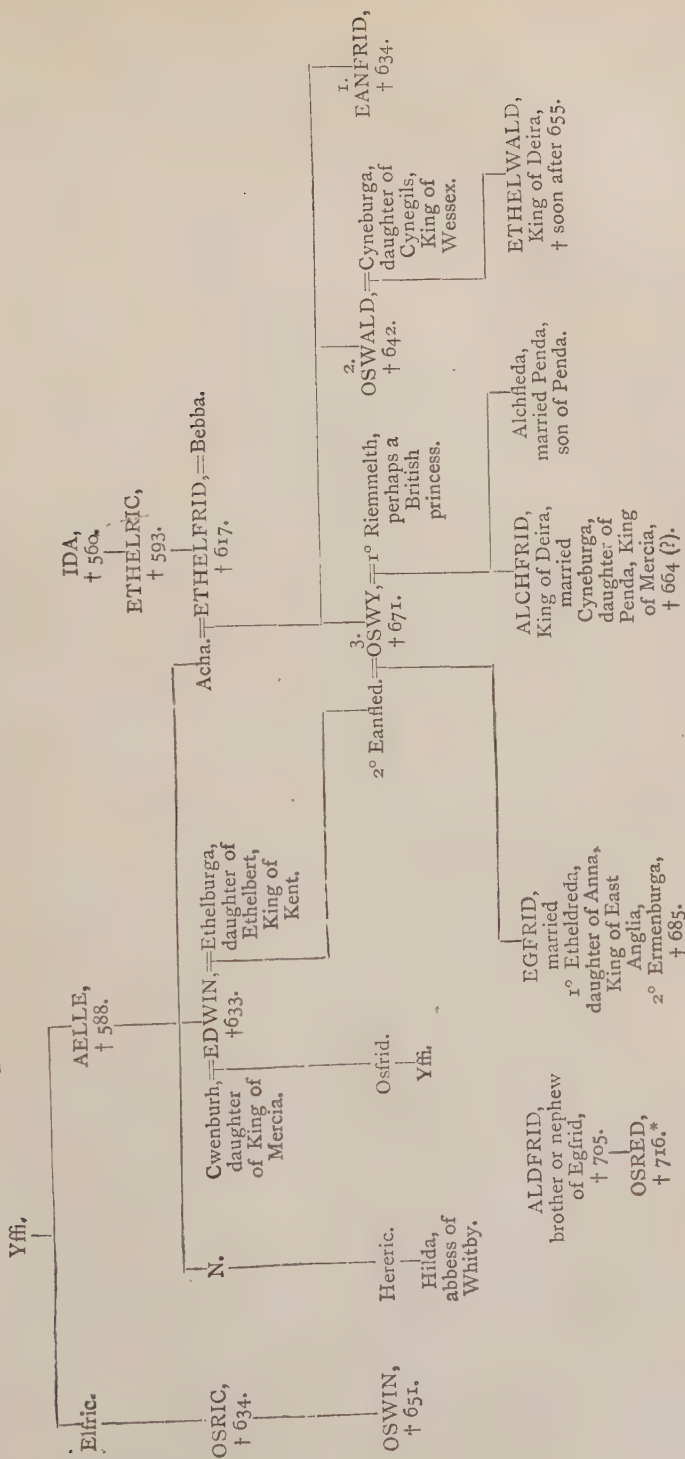 Yffi.
Elfric.
AELLE,
† 588.
IDA,
† 560.
ETHELRIC,
† 593.
OSRIC,
† 634.
N.
Cwenburh,=EDWIN,=Ethelburga,
daughter
of King of
Mercia.
†633.
daughter of
Ethelbert,
King of
Kent.
Acha.=ETHELFRID,=Bebba.
† 617.
OSWIN,
† 651.
Hereric.
Hilda,
abbess of
Whitby.
Osfrid.
Yffi.
2° Eanfled.=OSWY,=1° Riemmelth,
3.
† 671.
perhaps a
British
princess.
2.
OSWALD,=Cyneburga,
† 642.
daughter of
Cynegils,
King of
Wessex.
1.
EANFRID,
† 634.
ALDFRID,
brother or nephew
of Egfrid,
† 705.
OSRED,
† 716.*
EGFRID,
married
1° Etheldreda,
daughter of Anna,
King of East
Anglia,
2° Ermenburga,
† 685.
ALCHFRID,
King of Deira,
married
Cyneburga,
daughter of
Penda, King
of Mercia,
† 664 (?).
Alchfleda,
married Penda,
son of Penda.
ETHELWALD,
King of Deira,
† soon after 655.